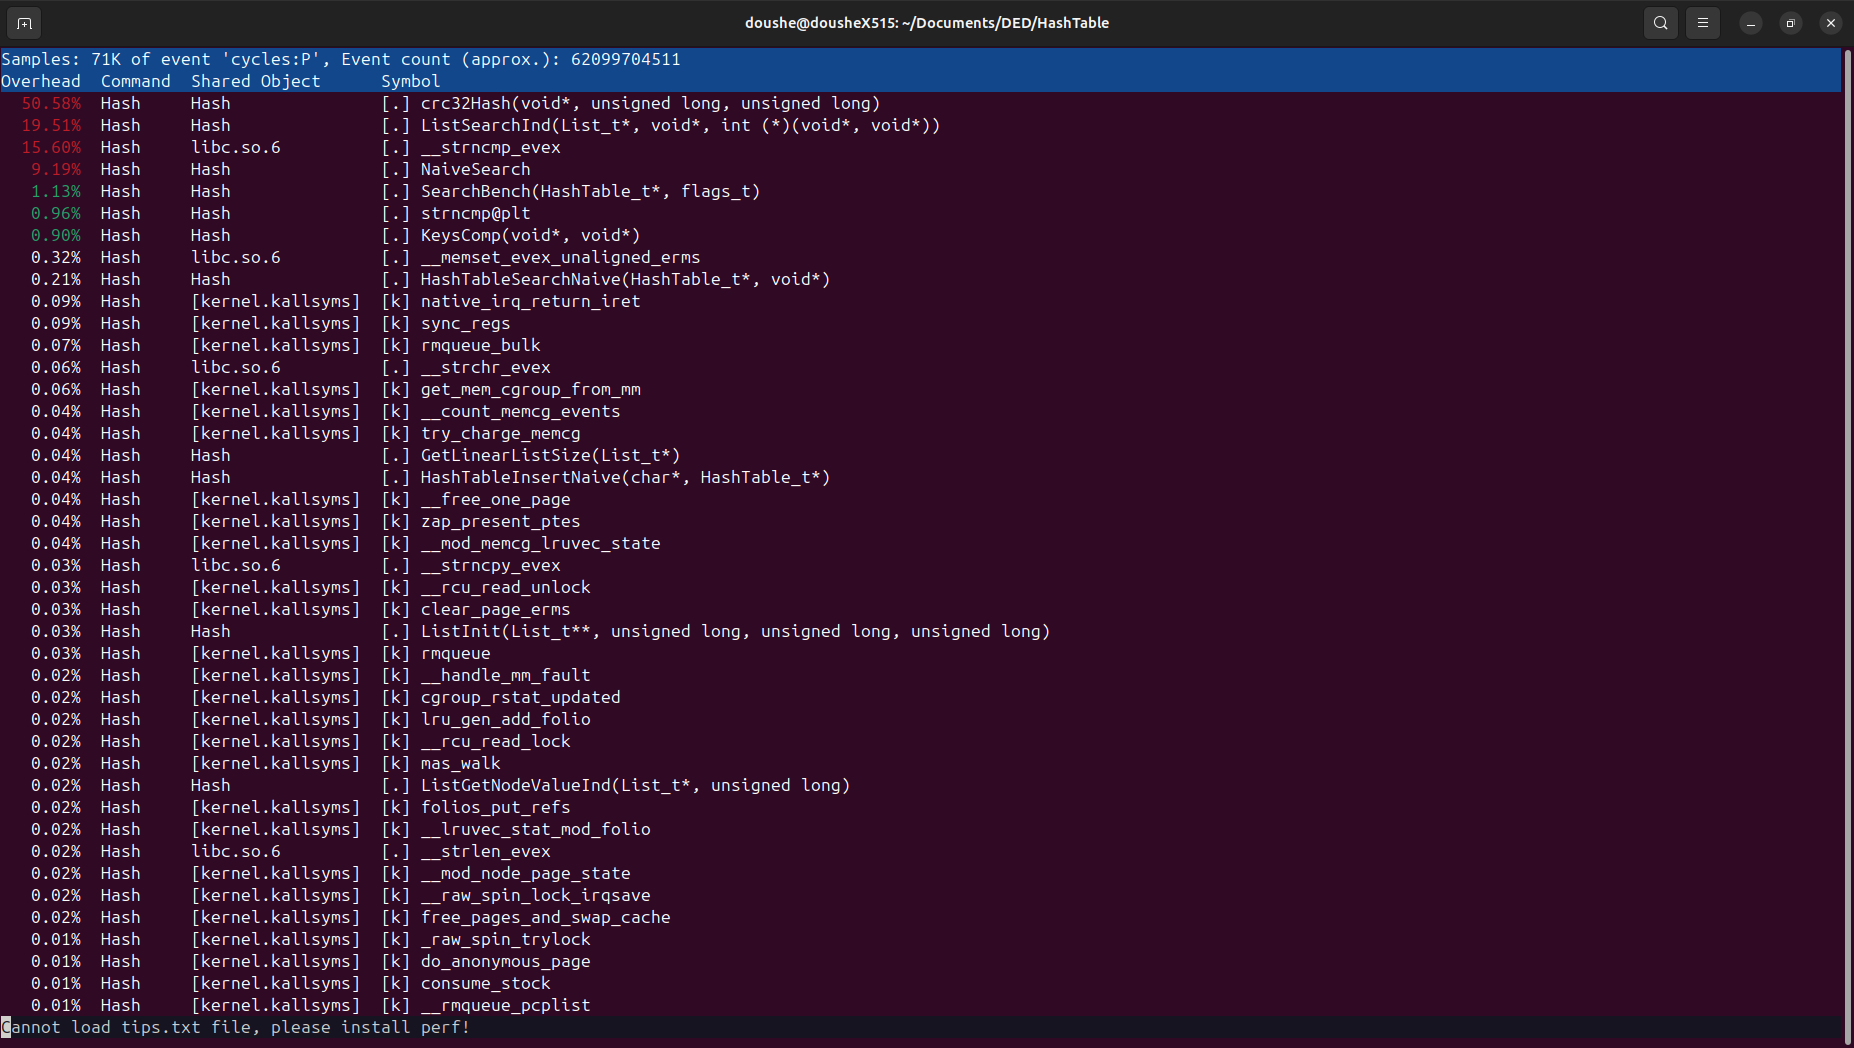 doushe@dousheX515: ~/Documents/DED/HashTable
Samples: 71K of event 'cycles:P', Event count (approx.): 62099704511
Overhead  Command  Shared Object      Symbol
50.58%  Hash     Hash               [.] crc32Hash(void*, unsigned long, unsigned long)
19.51%  Hash     Hash               [.] ListSearchInd(List_t*, void*, int (*)(void*, void*))
15.60%  Hash     libc.so.6          [.] __strncmp_evex
9.19%  Hash     Hash               [.] NaiveSearch
1.13%  Hash     Hash               [.] SearchBench(HashTable_t*, flags_t)
0.96%  Hash     Hash               [.] strncmp@plt
0.90%  Hash     Hash               [.] KeysComp(void*, void*)
0.32%  Hash     libc.so.6          [.] __memset_evex_unaligned_erms
0.21%  Hash     Hash               [.] HashTableSearchNaive(HashTable_t*, void*)
0.09%  Hash     [kernel.kallsyms]  [k] native_irq_return_iret
0.09%  Hash     [kernel.kallsyms]  [k] sync_regs
0.07%  Hash     [kernel.kallsyms]  [k] rmqueue_bulk
0.06%  Hash     libc.so.6          [.] __strchr_evex
0.06%  Hash     [kernel.kallsyms]  [k] get_mem_cgroup_from_mm
0.04%  Hash     [kernel.kallsyms]  [k] __count_memcg_events
0.04%  Hash     [kernel.kallsyms]  [k] try_charge_memcg
0.04%  Hash     Hash               [.] GetLinearListSize(List_t*)
0.04%  Hash     Hash               [.] HashTableInsertNaive(char*, HashTable_t*)
0.04%  Hash     [kernel.kallsyms]  [k] __free_one_page
0.04%  Hash     [kernel.kallsyms]  [k] zap_present_ptes
0.04%  Hash     [kernel.kallsyms]  [k] __mod_memcg_lruvec_state
0.03%  Hash     libc.so.6          [.] __strncpy_evex
0.03%  Hash     [kernel.kallsyms]  [k] __rcu_read_unlock
0.03%  Hash     [kernel.kallsyms]  [k] clear_page_erms
0.03%  Hash     Hash               [.] ListInit(List_t**, unsigned long, unsigned long, unsigned long)
0.03%  Hash     [kernel.kallsyms]  [k] rmqueue
0.02%  Hash     [kernel.kallsyms]  [k] __handle_mm_fault
0.02%  Hash     [kernel.kallsyms]  [k] cgroup_rstat_updated
0.02%  Hash     [kernel.kallsyms]  [k] lru_gen_add_folio
0.02%  Hash     [kernel.kallsyms]  [k] __rcu_read_lock
0.02%  Hash     [kernel.kallsyms]  [k] mas_walk
0.02%  Hash     Hash               [.] ListGetNodeValueInd(List_t*, unsigned long)
0.02%  Hash     [kernel.kallsyms]  [k] folios_put_refs
0.02%  Hash     [kernel.kallsyms]  [k] __lruvec_stat_mod_folio
0.02%  Hash     libc.so.6          [.] __strlen_evex
0.02%  Hash     [kernel.kallsyms]  [k] __mod_node_page_state
0.02%  Hash     [kernel.kallsyms]  [k] __raw_spin_lock_irqsave
0.02%  Hash     [kernel.kallsyms]  [k] free_pages_and_swap_cache
0.01%  Hash     [kernel.kallsyms]  [k] _raw_spin_trylock
0.01%  Hash     [kernel.kallsyms]  [k] do_anonymous_page
0.01%  Hash     [kernel.kallsyms]  [k] consume_stock
0.01%  Hash     [kernel.kallsyms]  [k] __rmqueue_pcplist
Cannot load tips.txt file, please install perf!